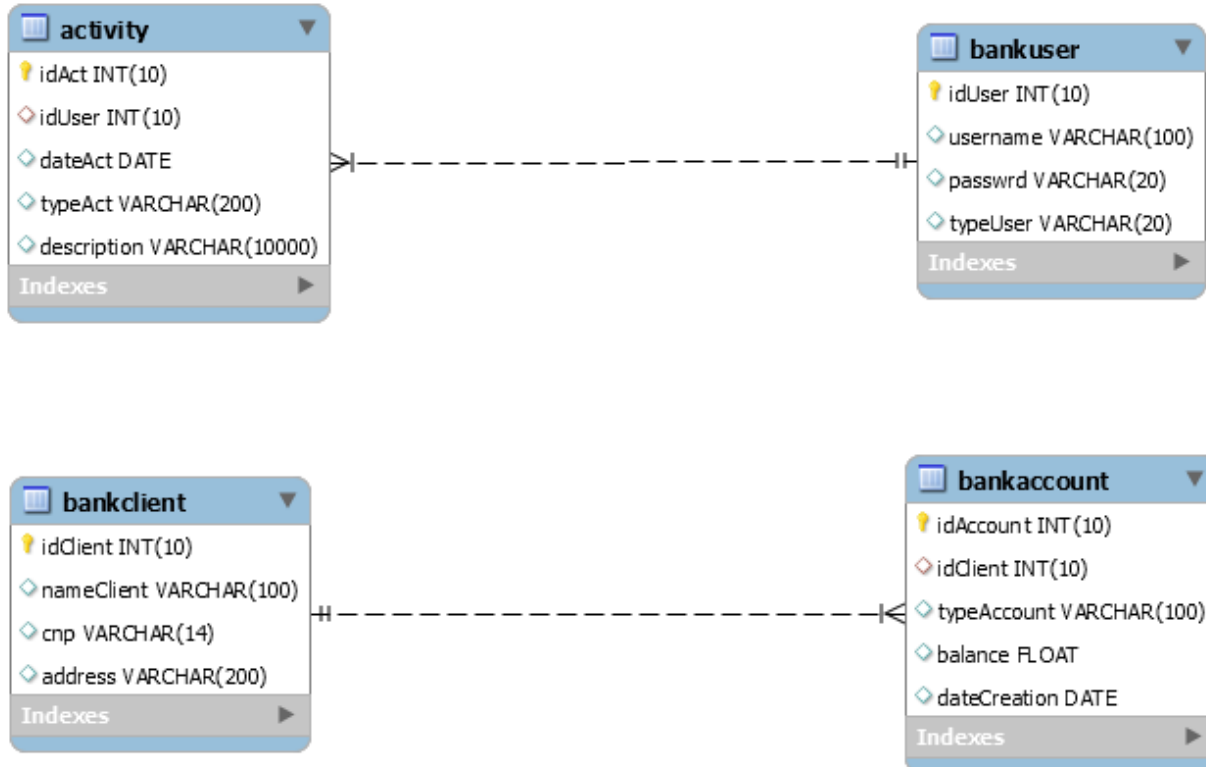 activity
idAct INT(10)
idUser INT(10)
dateAct DATE
typeAct VARCHAR(200)
description VARCHAR(10000)
Indexes
bankuser
idUser INT(10)
username VARCHAR(100)
passwrd VARCHAR(20)
typeUser VARCHAR(20)
Indexes
bankclient
idClient INT(10)
nameClient VARCHAR(100)
cnp VARCHAR(14)
address VARCHAR(200)
Indexes
bankaccount
idAccount INT(10)
idClient INT(10)
typeAccount VARCHAR(100)
balance FLOAT
dateCreation DATE
Indexes